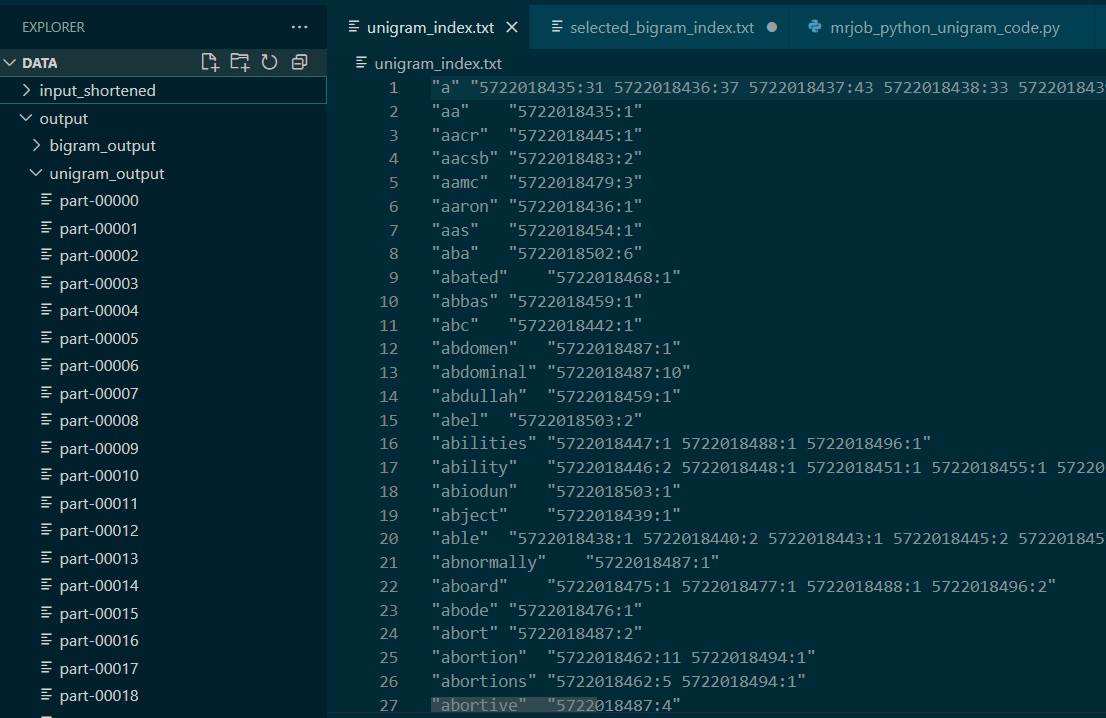 EXPLORER
DATA
input_shortened
output
bigram_output
unigram_output
part-00000
part-00001
part-00002
part-00003
part-00004
part-00005
part-00006
part-00007
part-00008
part-00009
part-00010
part-00011
part-00012
part-00013
part-00014
part-00015
part-00016
part-00017
part-00018
unigram_index.txt selected_bigram_index.txt mrjob_python_unigram_code.py
unigram_index.txt
1 "a" "5722018435:31 5722018436:37 5722018437:43 5722018438:33 572201843
2 "aa" "5722018435:1"
3 "aacr" "5722018445:1"
4 "aacsb" "5722018483:2"
5 "aamc" "5722018479:3"
6 "aaron" "5722018436:1"
7 "aas" "5722018454:1"
8 "aba" "5722018502:6"
9 "abated" "5722018468:1"
10 "abbas" "5722018459:1"
11 "abc" "5722018442:1"
12 "abdomen" "5722018487:1"
13 "abdominal" "5722018487:10"
14 "abdullah" "5722018459:1"
15 "abel" "5722018503:2"
16 "abilities" "5722018447:1 5722018488:1 5722018496:1"
17 "ability" "5722018446:2 5722018448:1 5722018451:1 5722018455:1 57220
18 "abiodun" "5722018503:1"
19 "abject" "5722018439:1"
20 "able" "5722018438:1 5722018440:2 5722018443:1 5722018445:2 5722018445
21 "abnormally" "5722018487:1"
22 "aboard" "5722018475:1 5722018477:1 5722018488:1 5722018496:2"
23 "abode" "5722018476:1"
24 "abort" "5722018487:2"
25 "abortion" "5722018462:11 5722018494:1"
26 "abortions" "5722018462:5 5722018494:1"
27 "abortive" "5722018487:4"